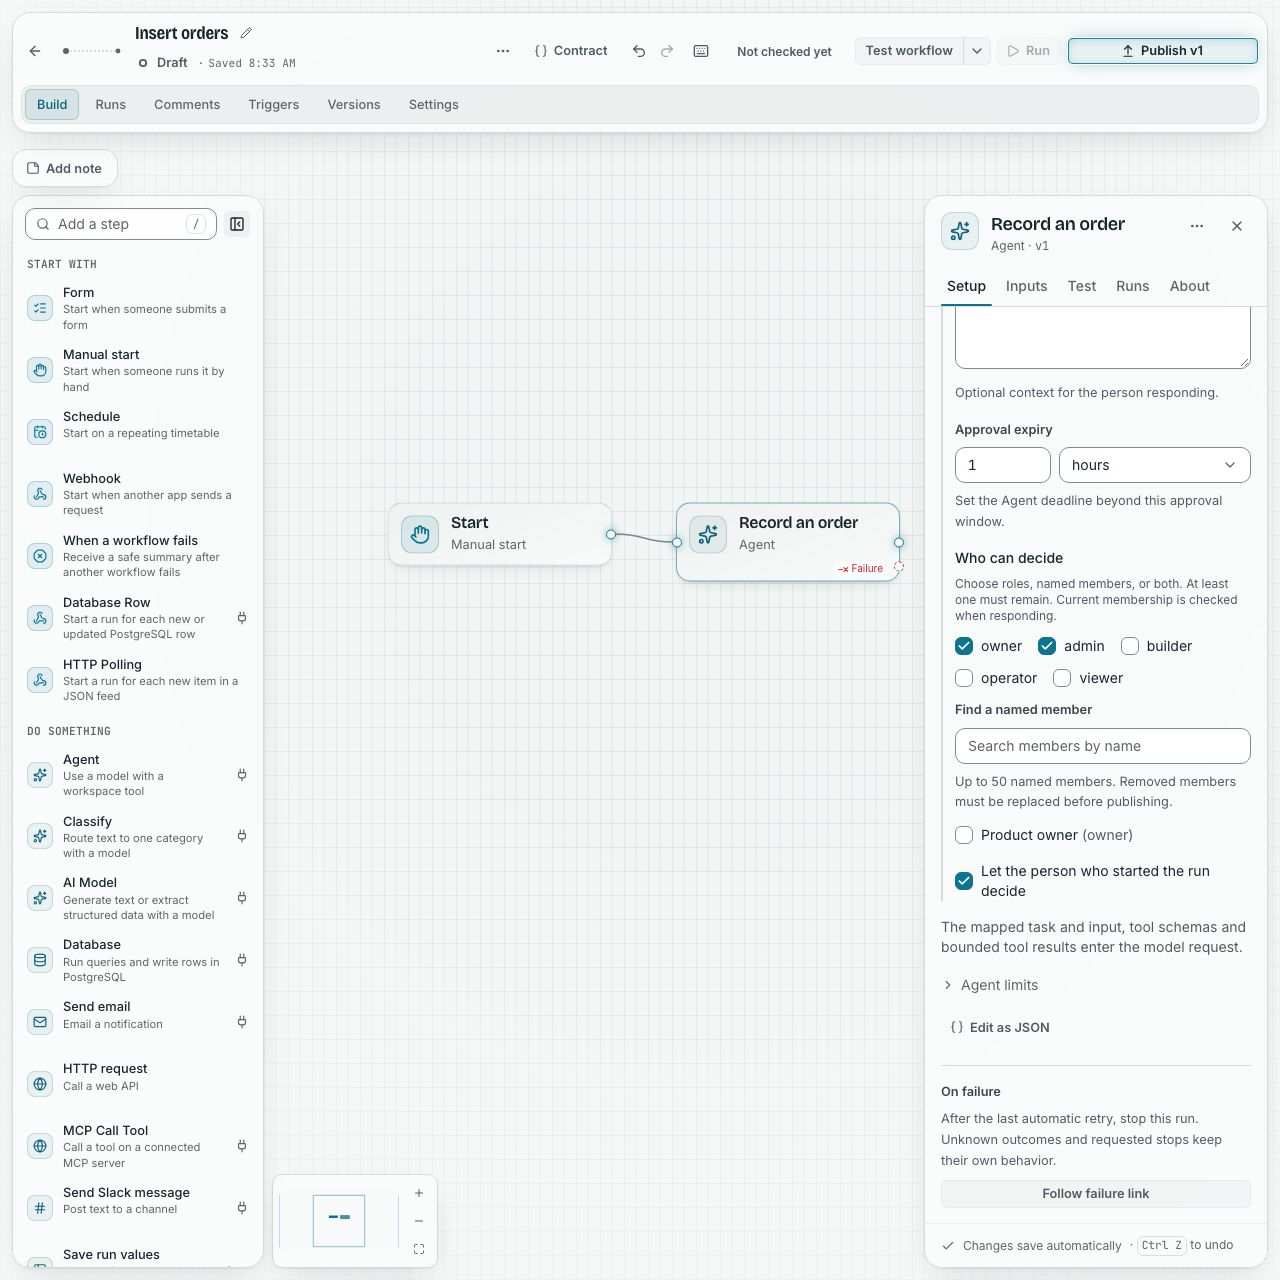 Insert orders
Draft · Saved 8:33 AM
Contract
Not checked yet
Test workflow
Run
Publish v1
Build
Runs
Comments
Triggers
Versions
Settings
Add note
Add a step
/
START WITH
Form
Start when someone submits a
form
Manual start
Start when someone runs it by
hand
Schedule
Start on a repeating timetable
Webhook
Start when another app sends a
request
When a workflow fails
Receive a safe summary after
another workflow fails
Database Row
Start a run for each new or
updated PostgreSQL row
HTTP Polling
Start a run for each new item in a
JSON feed
DO SOMETHING
Agent
Use a model with a
workspace tool
Classify
Route text to one category
with a model
AI Model
Generate text or extract
structured data with a model
Database
Run queries and write rows in
PostgreSQL
Send email
Email a notification
HTTP request
Call a web API
MCP Call Tool
Call a tool on a connected
MCP server
Send Slack message
Post text to a channel
Save run values
Start
Manual start
Record an order
Agent
Failure
Record an order
Agent · v1
Setup
Inputs
Test
Runs
About
Optional context for the person responding.
Approval expiry
1
hours
Set the Agent deadline beyond this approval
window.
Who can decide
Choose roles, named members, or both. At least
one must remain. Current membership is checked
when responding.
owner
admin
builder
operator
viewer
Find a named member
Search members by name
Up to 50 named members. Removed members
must be replaced before publishing.
Product owner (owner)
Let the person who started the run
decide
The mapped task and input, tool schemas and
bounded tool results enter the model request.
Agent limits
{} Edit as JSON
On failure
After the last automatic retry, stop this run.
Unknown outcomes and requested stops keep
their own behavior.
Follow failure link
Changes save automatically · Ctrl Z to undo